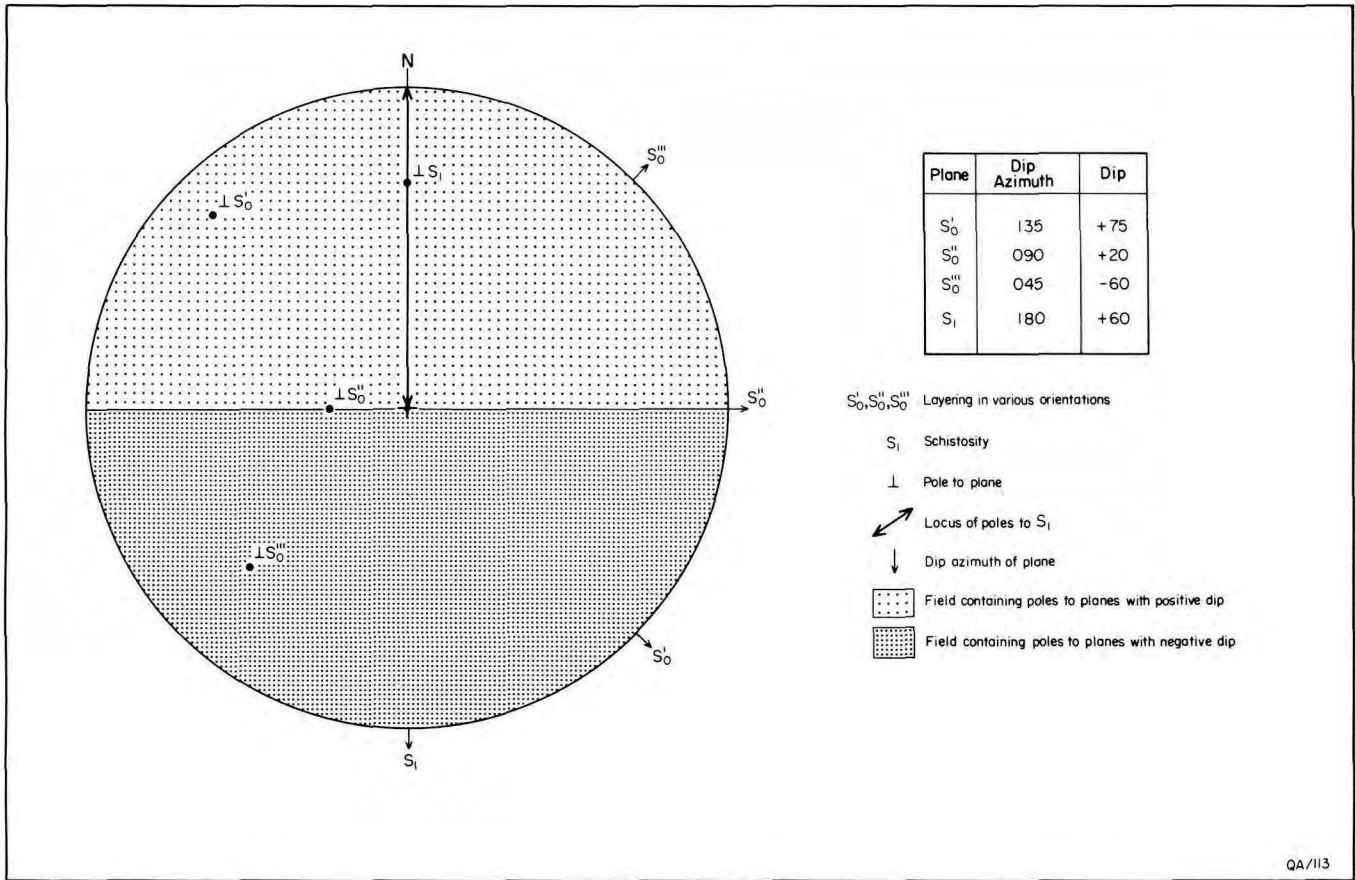 N
S₀'''
⊥ S₁
⊥ S₀'
⊥ S₀''
S₀''
⊥ S₀'''
S₀'
S₁
Plane Dip Azimuth Dip
S₀' 135 +75
S₀'' 090 +20
S₀''' 045 -60
S₁ 180 +60
S₀', S₀'', S₀''' Layering in various orientations
S₁ Schistosity
⊥ Pole to plane
Locus of poles to S₁
Dip azimuth of plane
Field containing poles to planes with positive dip
Field containing poles to planes with negative dip
QA/113